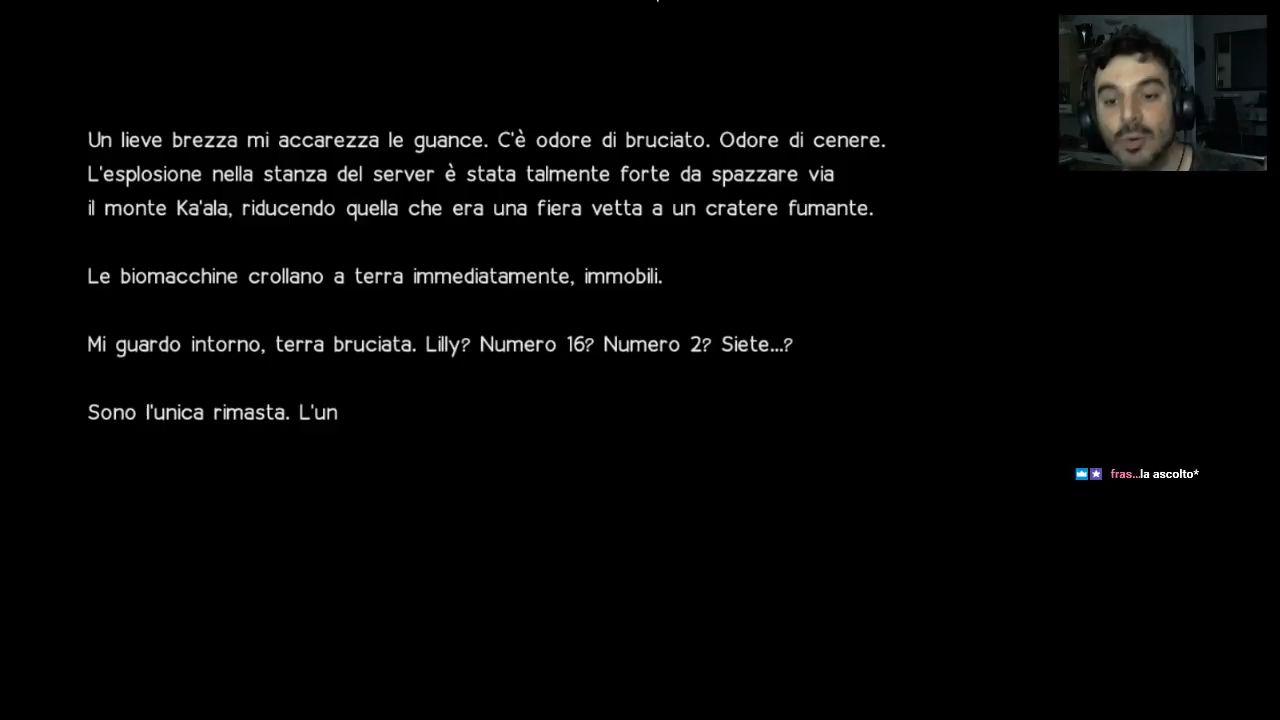 Un lieve brezza mi accarezza le guance. C'è odore di bruciato. Odore di cenere.
L'esplosione nella stanza del server è stata talmente forte da spazzare via
il monte Ka'ala, riducendo quella che era una fiera vetta a un cratere fumante.
Le biomacchine crollano a terra immediatamente, immobili.
Mi guardo intorno, terra bruciata. Lilly? Numero 16? Numero 2? Siete...?
Sono l'unica rimasta. L'un
fras...la ascolto*